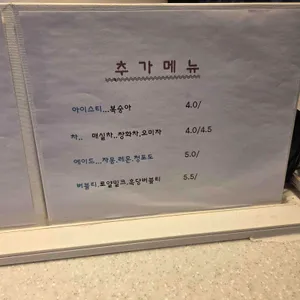 추가메뉴
아이스티...복숭아 4.0/
차.. 매실차..장화차,오미차 4.0/4.5
에이드...자몽,레몬,청포도 5.0/
버블티,로얄밀크,흑당버블티 5.5/